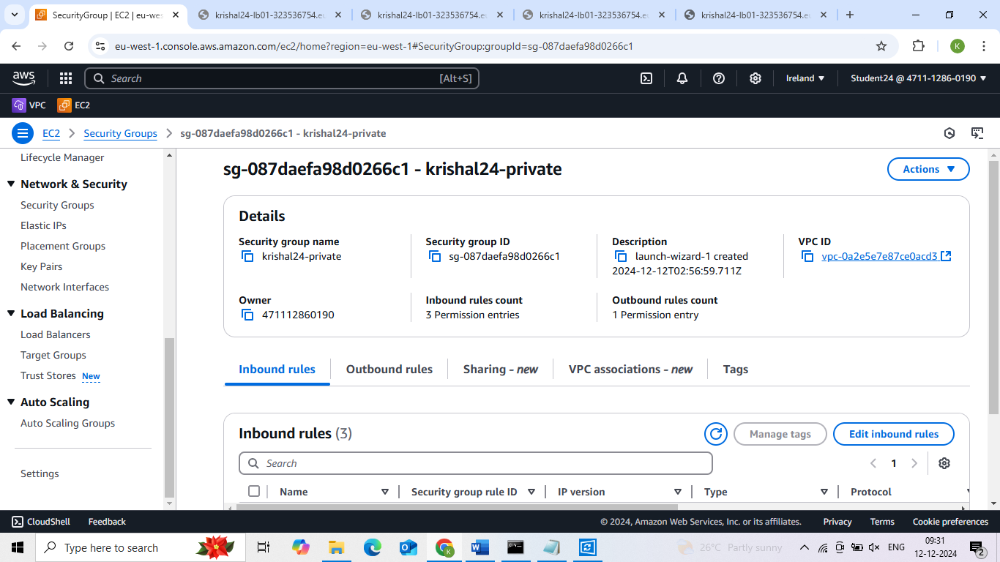 SecurityGroup | EC2 | eu-wes
krishal24-lb01-323536754.eu
krishal24-lb01-323536754.eu
krishal24-lb01-323536754.eu
krishal24-lb01-323536754.eu
eu-west-1.console.aws.amazon.com/ec2/home?region=eu-west-1#SecurityGroup:groupId=sg-087daefa98d0266c1
K
aws
Search
[Alt+S]
Ireland
Student24 @ 4711-1286-0190
VPC
EC2
EC2
Security Groups
sg-087daefa98d0266c1 - krishal24-private
Lifecycle Manager
Network & Security
Security Groups
Elastic IPs
Placement Groups
Key Pairs
Network Interfaces
Load Balancing
Load Balancers
Target Groups
Trust Stores New
Auto Scaling
Auto Scaling Groups
Settings
sg-087daefa98d0266c1 - krishal24-private
Actions
Details
Security group name
krishal24-private
Security group ID
sg-087daefa98d0266c1
Description
launch-wizard-1 created
2024-12-12T02:56:59.711Z
VPC ID
vpc-0a2e5e7e87ce0acd3
Owner
471112860190
Inbound rules count
3 Permission entries
Outbound rules count
1 Permission entry
Inbound rules
Outbound rules
Sharing - new
VPC associations - new
Tags
Inbound rules (3)
Manage tags
Edit inbound rules
Search
1
Name
Security group rule ID
IP version
Type
Protocol
CloudShell
Feedback
© 2024, Amazon Web Services, Inc. or its affiliates.
Privacy
Terms
Cookie preferences
Type here to search
26°C Partly sunny
ENG
09:31
12-12-2024
2